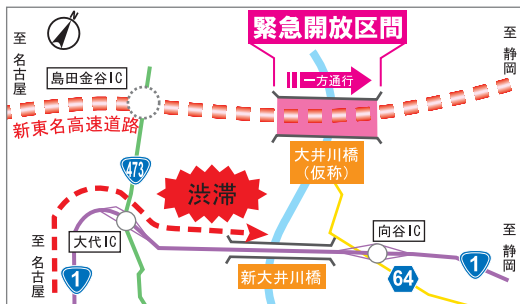 緊急開放区間
至 名古屋
至 静岡
島田金谷IC
一方通行
新東名高速道路
大井川橋
(仮称)
473
渋滞
大代IC
向谷IC
至 名古屋
1
新大井川橋
64
1
至 静岡